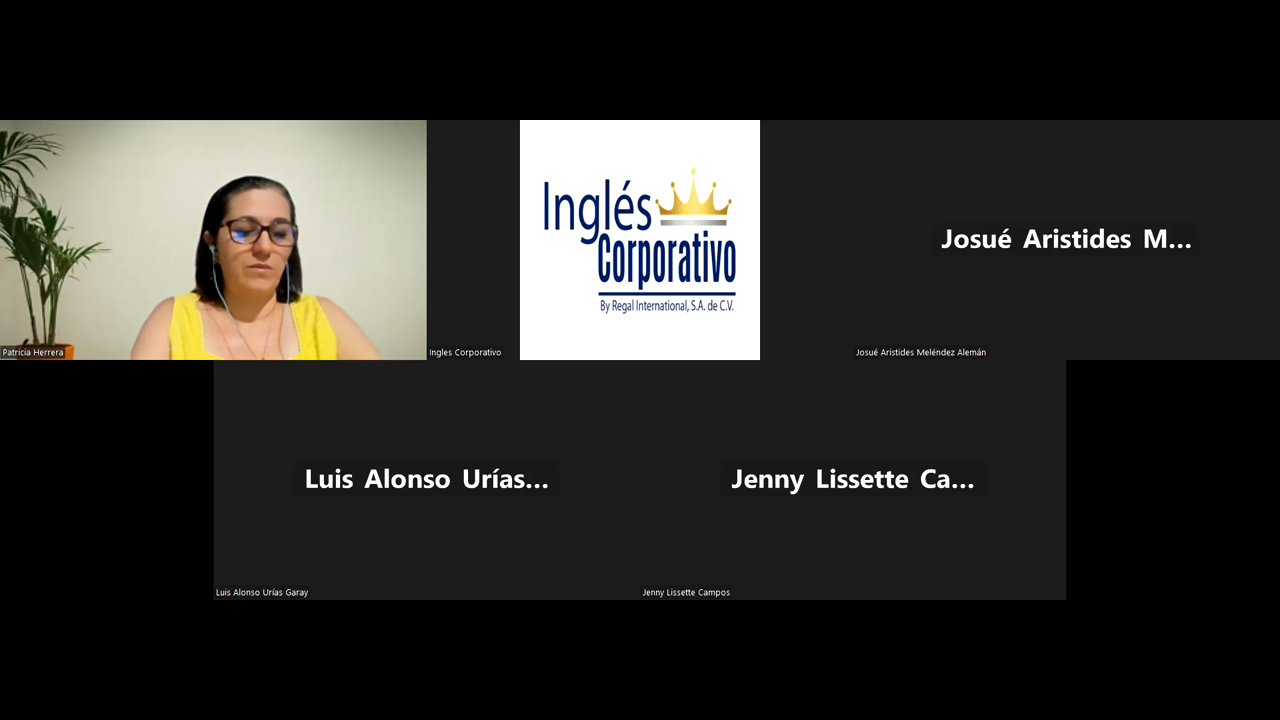 Inglés
Corporativo
By Regal International, S.A. de C.V.
Josué Aristides M...
Patricia Herrera
Ingles Corporativo
Josué Aristides Meléndez Alemán
Luis Alonso Urías...
Jenny Lissette Ca...
Luis Alonso Urías Garay
Jenny Lissette Campos